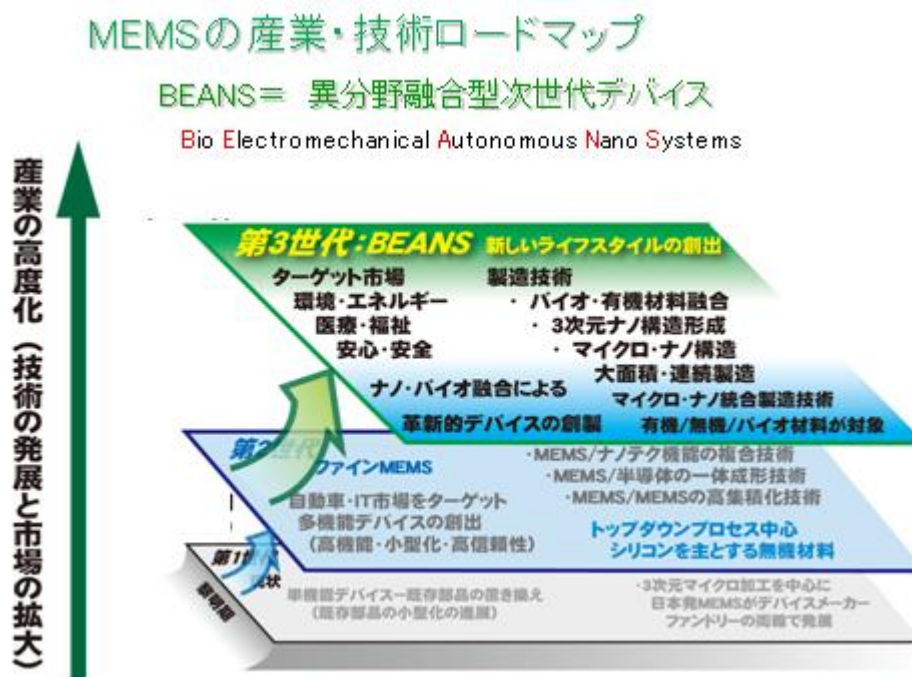 MEMSの産業・技術ロードマップ
BEANS＝ 異分野融合型次世代デバイス
Bio Electromechanical Autonomous Nano Systems
産業の高度化（技術の発展と市場の拡大）
第3世代：BEANS 新しいライフスタイルの創出
ターゲット市場
環境・エネルギー
医療・福祉
安心・安全
製造技術
・ バイオ・有機材料融合
・ 3次元ナノ構造形成
・ マイクロ・ナノ構造
大面積・連続製造
ナノ・バイオ融合による
革新的デバイスの創製
マイクロ・ナノ統合製造技術
有機/無機/バイオ材料が対象
第2世代
ファインMEMS
自動車・IT市場をターゲット
多機能デバイスの創出
（高機能・小型化・高信頼性）
・MEMS/ナノテク機能の複合技術
・MEMS/半導体の一体成形技術
・MEMS/MEMSの高集積化技術
トップダウンプロセス中心
シリコンを主とする無機材料
第1世代
単機能デバイスー既存部品の置き換え
（既存部品の小型化の進展）
・3次元マイクロ加工を中心に
日本発MEMSがデバイスメーカー
ファンドリーの両輪で発展